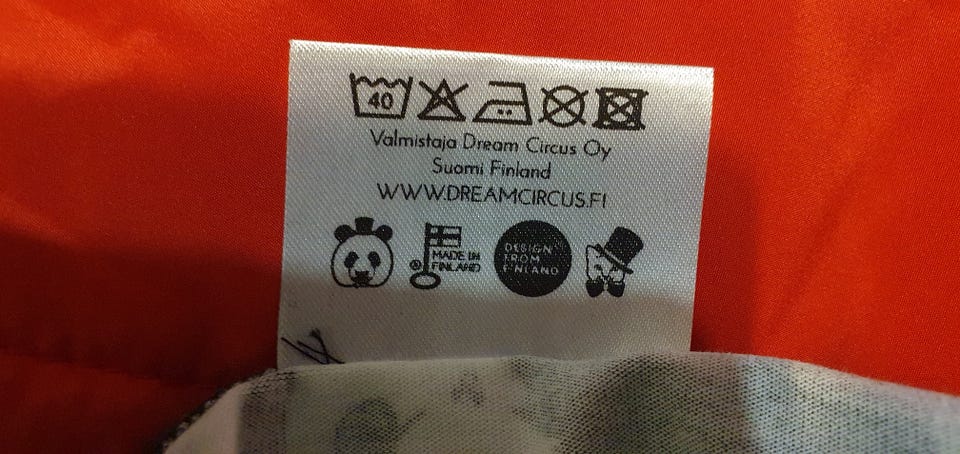 40
Valmistaja Dream Circus Oy
Suomi Finland
WWW.DREAMCIRCUS.FI
MADE IN
FINLAND
DESIGN
FROM
FINLAND